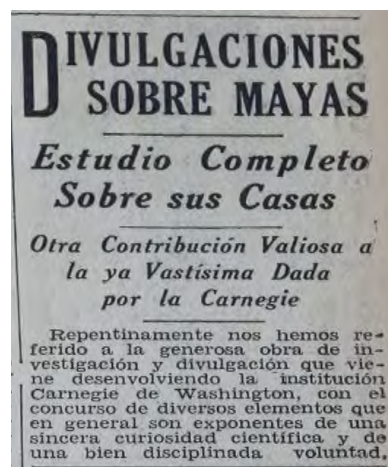 DIVULGACIONES
SOBRE MAYAS
Estudio Completo
Sobre sus Casas
Otra Contribución Valiosa a
la ya Vastísima Dada
por la Carnegie
Repentinamente nos hemos re-
ferido a la generosa obra de in-
vestigación y divulgación que vie-
ne desenvolviendo la institución
Carnegie de Washington, con el
concurso de diversos elementos que
en general son exponentes de una
sincera curiosidad científica y de
una bien disciplinada voluntad.